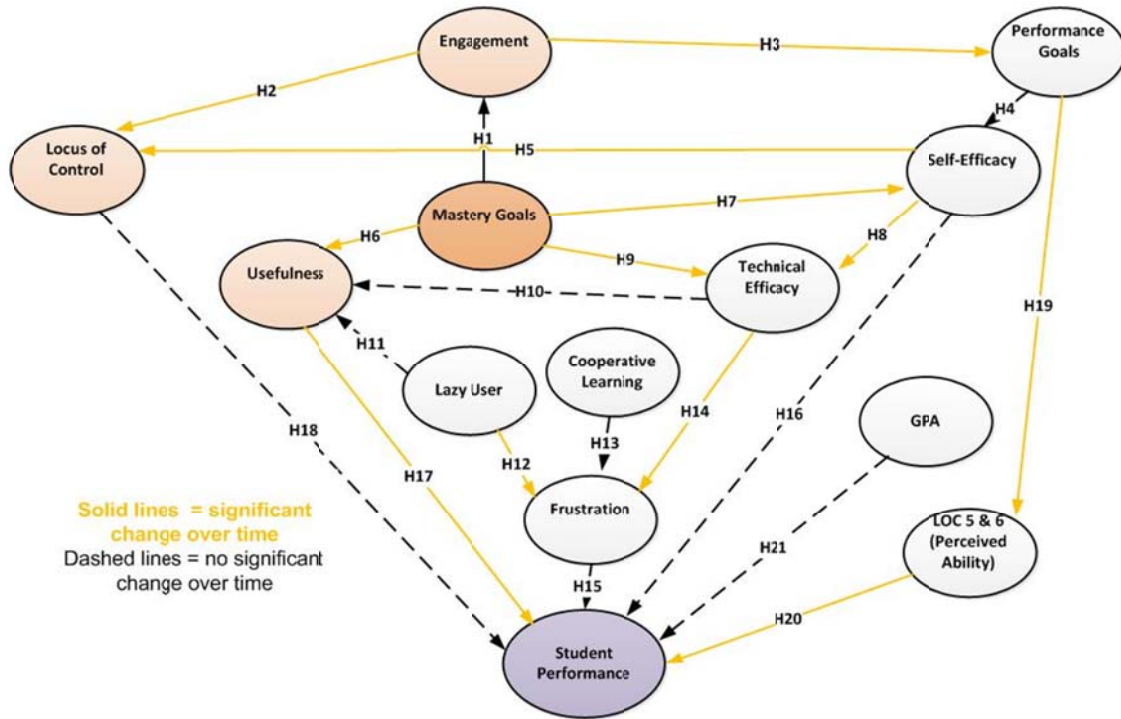 Engagement
H3
Performance
Goals
H2
H4
H1
Locus of
Control
H5
Self-Efficacy
Mastery Goals
H7
H6
H8
H9
Usefulness
Technical
Efficacy
H10
H19
H11
Cooperative
Learning
Lazy User
H14
H16
GPA
H18
H13
H12
H17
Solid lines = significant
change over time
Dashed lines = no significant
change over time
Frustration
LOC 5 & 6
(Perceived
Ability)
H21
H15
H20
Student
Performance